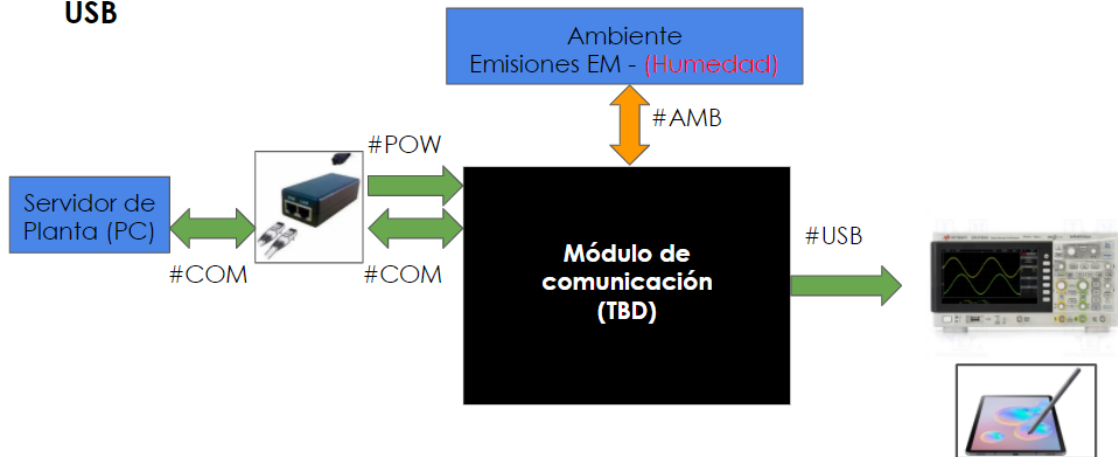 USB
Ambiente
Emisiones EM - (Humedad)
#AMB
#POW
Servidor de
Planta (PC)
#COM
#COM
Módulo de
comunicación
(TBD)
#USB